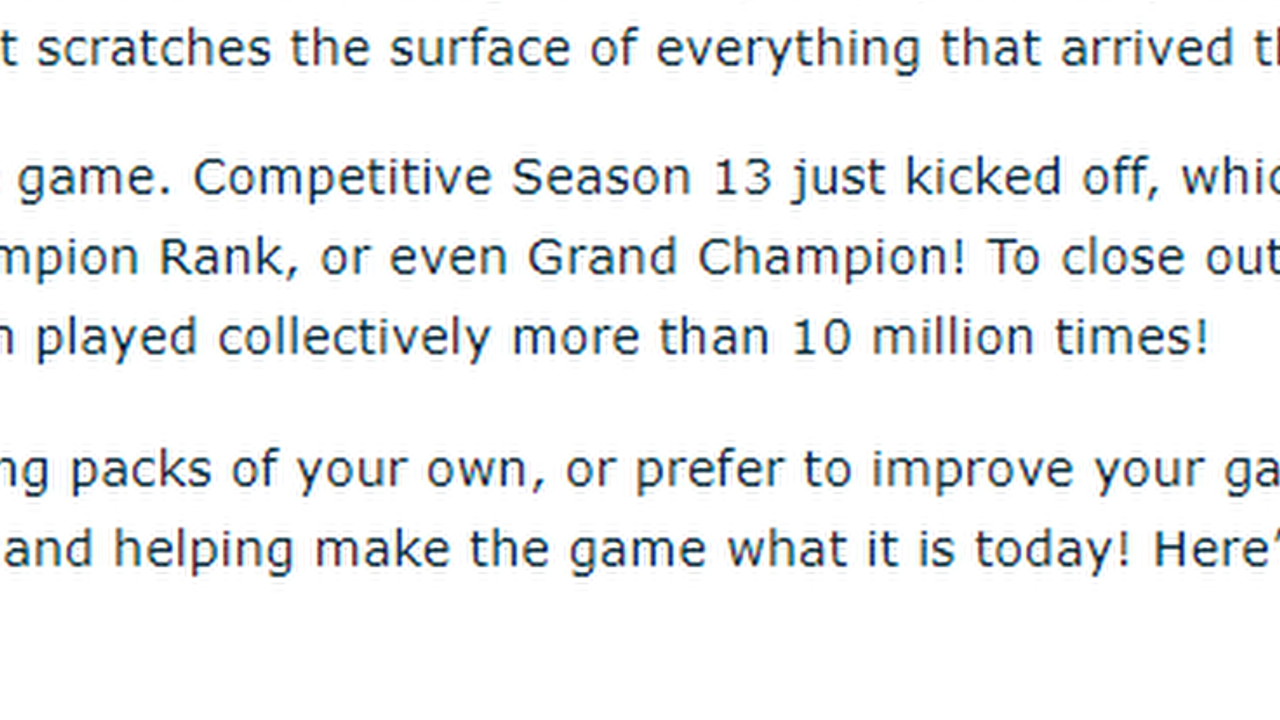 t scratches the surface of everything that arrived th
game. Competitive Season 13 just kicked off, whic
mpion Rank, or even Grand Champion! To close out
n played collectively more than 10 million times!
ng packs of your own, or prefer to improve your ga
and helping make the game what it is today! Here’